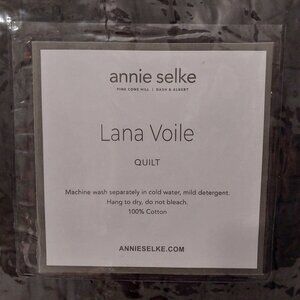 annie selke
PINE CONE HILL | DASH & ALBERT
Lana Voile
QUILT
Machine wash separately in cold water, mild detergent.
Hang to dry, do not bleach.
100% Cotton
ANNIESELKE.COM